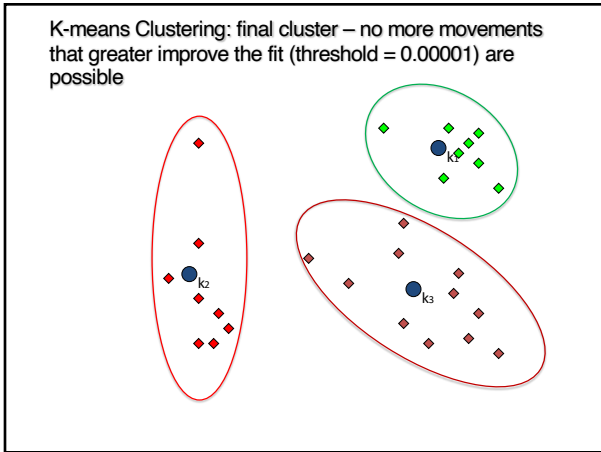 K-means Clustering: final cluster – no more movements
that greater improve the fit (threshold = 0.00001) are
possible
k₁
k₂
k₃